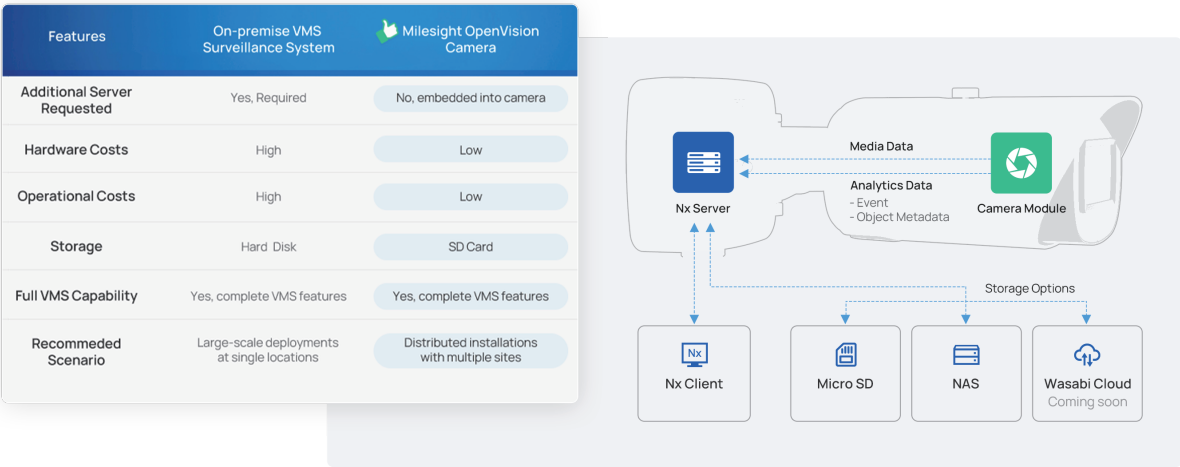 Features
On-premise VMS
Surveillance System
Milesight OpenVision
Camera
Additional Server
Requested
Yes, Required
No, embedded into camera
Hardware Costs
High
Low
Operational Costs
High
Low
Storage
Hard Disk
SD Card
Full VMS Capability
Yes, complete VMS features
Yes, complete VMS features
Recommeded
Scenario
Large-scale deployments
at single locations
Distributed installations
with multiple sites
Media Data
Analytics Data
- Event
- Object Metadata
Nx Server
Camera Module
Storage Options
Nx
Nx Client
Micro SD
NAS
Wasabi Cloud
Coming soon